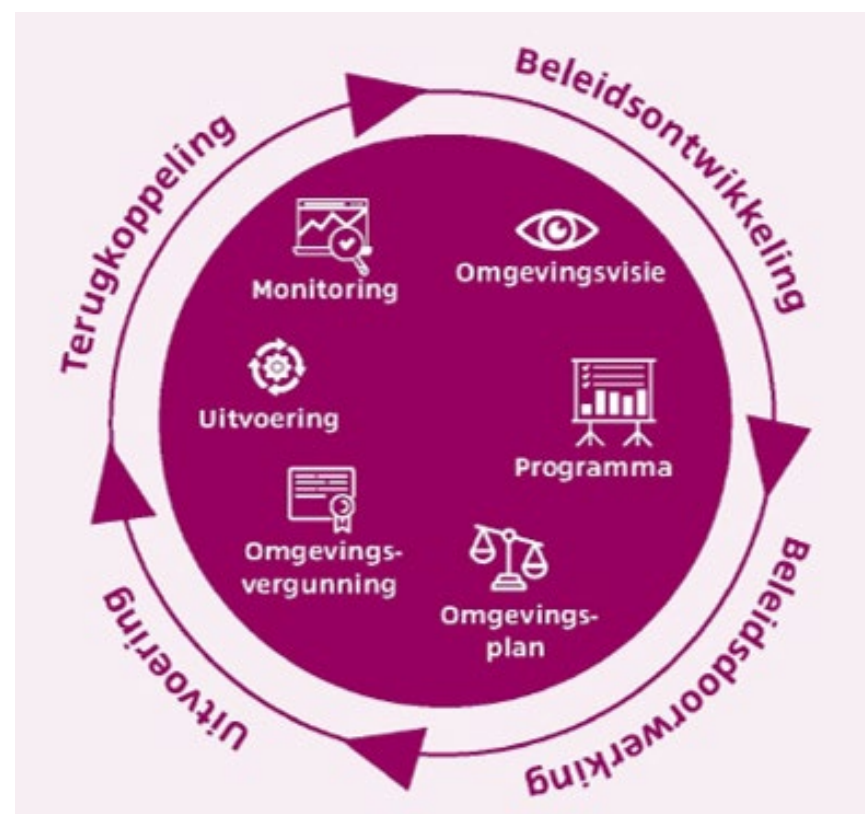 Beleidsontwikkeling
Terugkoppeling
Monitoring
Omgevingsvisie
Uitvoering
Programma
Omgevings-
vergunning
Omgevings-
plan
Uitvoering
Beleidsdoorwerking